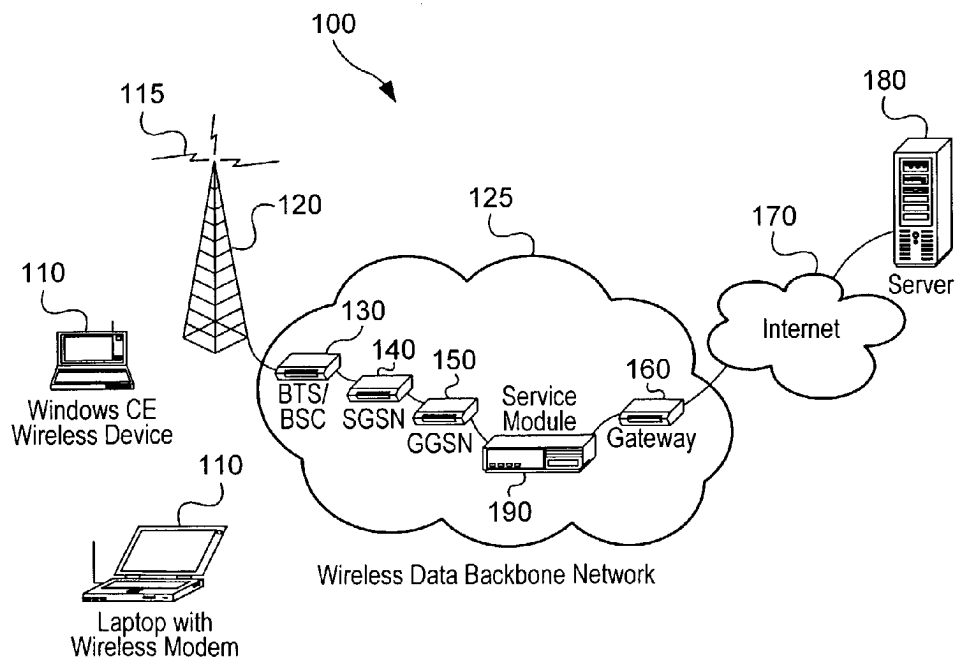 100
115
180
120
125
170
110
130
140
150
160
Server
Internet
Windows CE
Wireless Device
BTS/
BSC
SGSN
GGSN
Service
Module
Gateway
190
110
Wireless Data Backbone Network
Laptop with
Wireless Modem